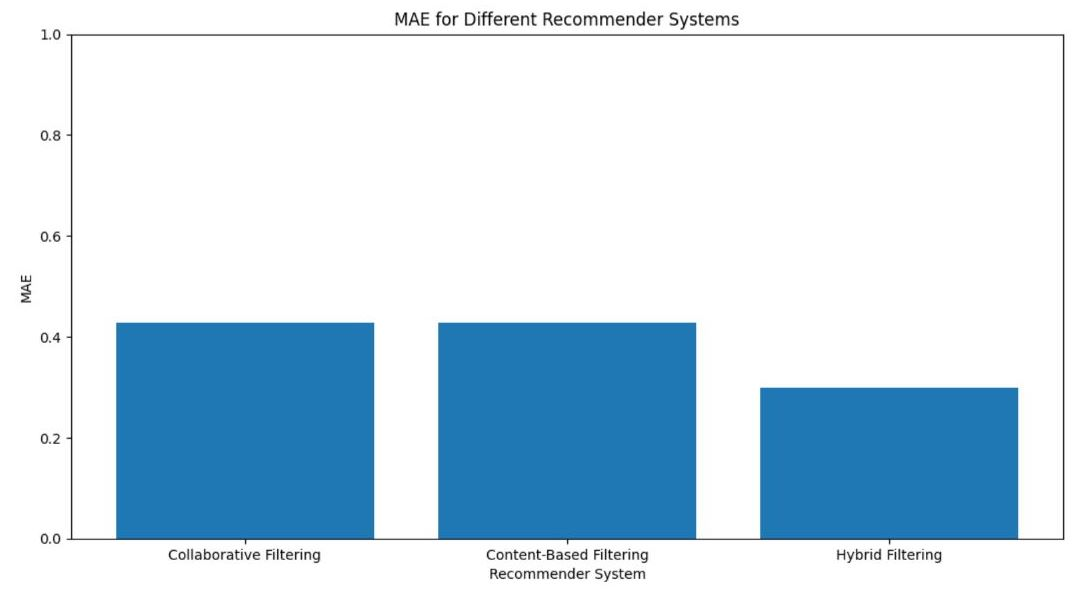 MAE for Different Recommender Systems
1.0
0.8
0.6
0.4
0.2
0.0
MAE
Collaborative Filtering
Content-Based Filtering
Hybrid Filtering
Recommender System